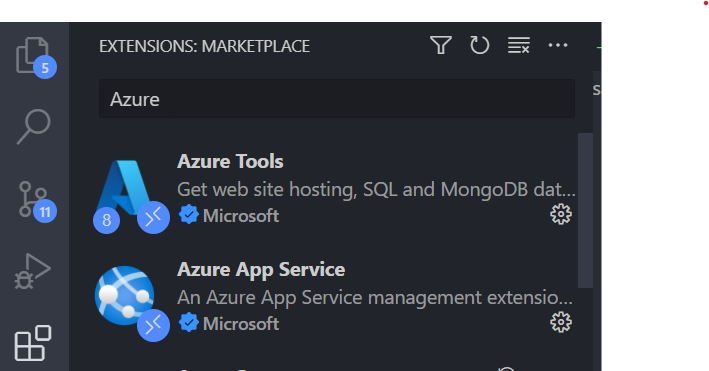 EXTENSIONS: MARKETPLACE
5
Azure
Azure Tools
Get web site hosting, SQL and MongoDB dat...
8
Microsoft
11
Azure App Service
An Azure App Service management extensio...
Microsoft